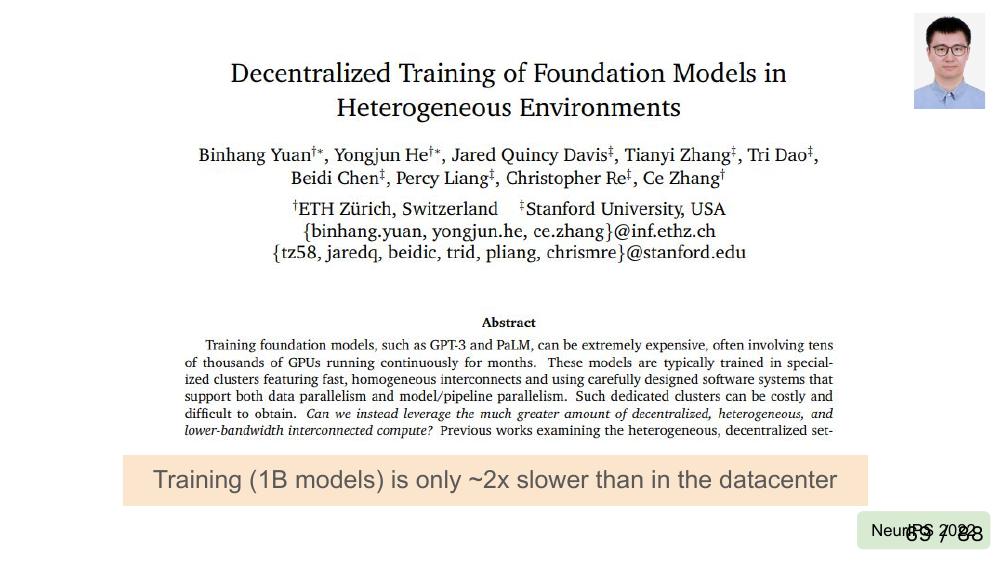 Decentralized Training of Foundation Models in
Heterogeneous Environments
Binhang Yuan†*, Yongjun He†*, Jared Quincy Davis‡, Tianyi Zhang‡, Tri Dao‡,
Beidi Chen‡, Percy Liang‡, Christopher Re‡, Ce Zhang†
†ETH Zürich, Switzerland ‡Stanford University, USA
{binhang.yuan, yongjun.he, ce.zhang}@inf.ethz.ch
{tz58, jaredq, beidic, trid, pliang, chrismre}@stanford.edu
Abstract
Training foundation models, such as GPT-3 and PaLM, can be extremely expensive, often involving tens
of thousands of GPUs running continuously for months. These models are typically trained in special-
ized clusters featuring fast, homogeneous interconnects and using carefully designed software systems that
support both data parallelism and model/pipeline parallelism. Such dedicated clusters can be costly and
difficult to obtain. Can we instead leverage the much greater amount of decentralized, heterogeneous, and
lower-bandwidth interconnected compute? Previous works examining the heterogeneous, decentralized set-
Training (1B models) is only ~2x slower than in the datacenter
NeurIPS 2022
69 / 88